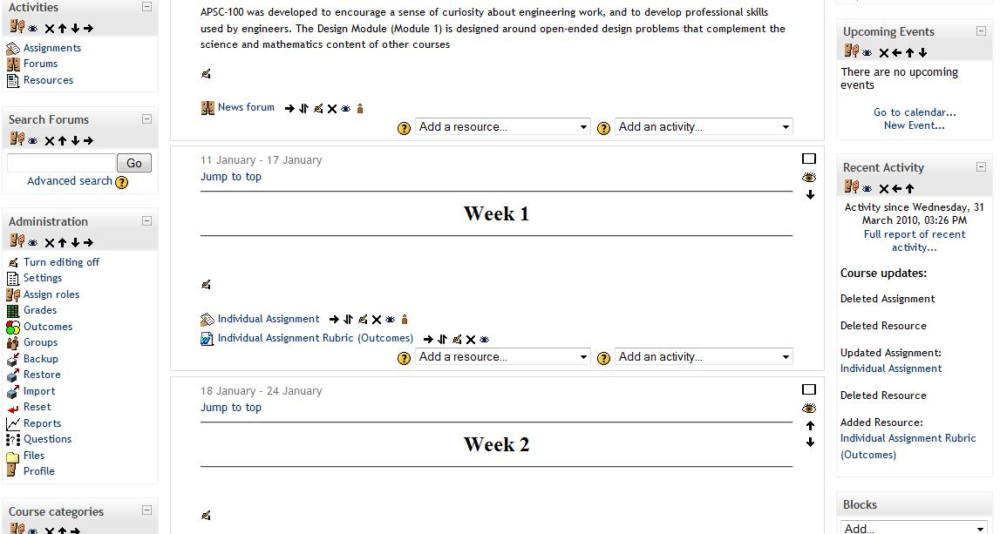 Activities
Assignments
Forums
Resources
Search Forums
Go
Advanced search
Administration
Turn editing off
Settings
Assign roles
Grades
Outcomes
Groups
Backup
Restore
Import
Reset
Reports
Questions
Files
Profile
Course categories
APSC-100 was developed to encourage a sense of curiosity about engineering work, and to develop professional skills
used by engineers. The Design Module (Module 1) is designed around open-ended design problems that complement the
science and mathematics content of other courses
News forum
? Add a resource... ? Add an activity...
11 January - 17 January
Jump to top
Week 1
Individual Assignment
Individual Assignment Rubric (Outcomes)
? Add a resource... ? Add an activity...
18 January - 24 January
Jump to top
Week 2
Upcoming Events
There are no upcoming
events
Go to calendar...
New Event...
Recent Activity
Activity since Wednesday, 31
March 2010, 03:26 PM
Full report of recent
activity...
Course updates:
Deleted Assignment
Deleted Resource
Updated Assignment:
Individual Assignment
Deleted Resource
Added Resource:
Individual Assignment Rubric
(Outcomes)
Blocks
Add...